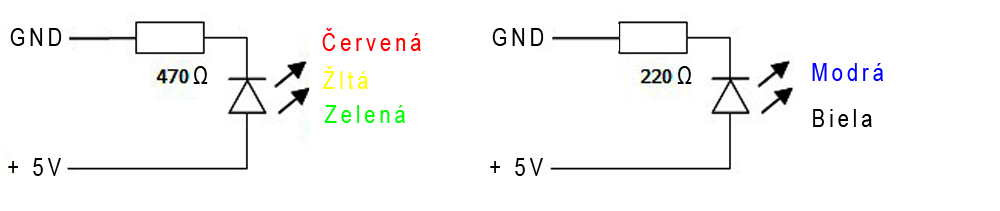 GND
470 Ω
Červená
Žltá
Zelená
+ 5V
GND
220 Ω
Modrá
Biela
+ 5V